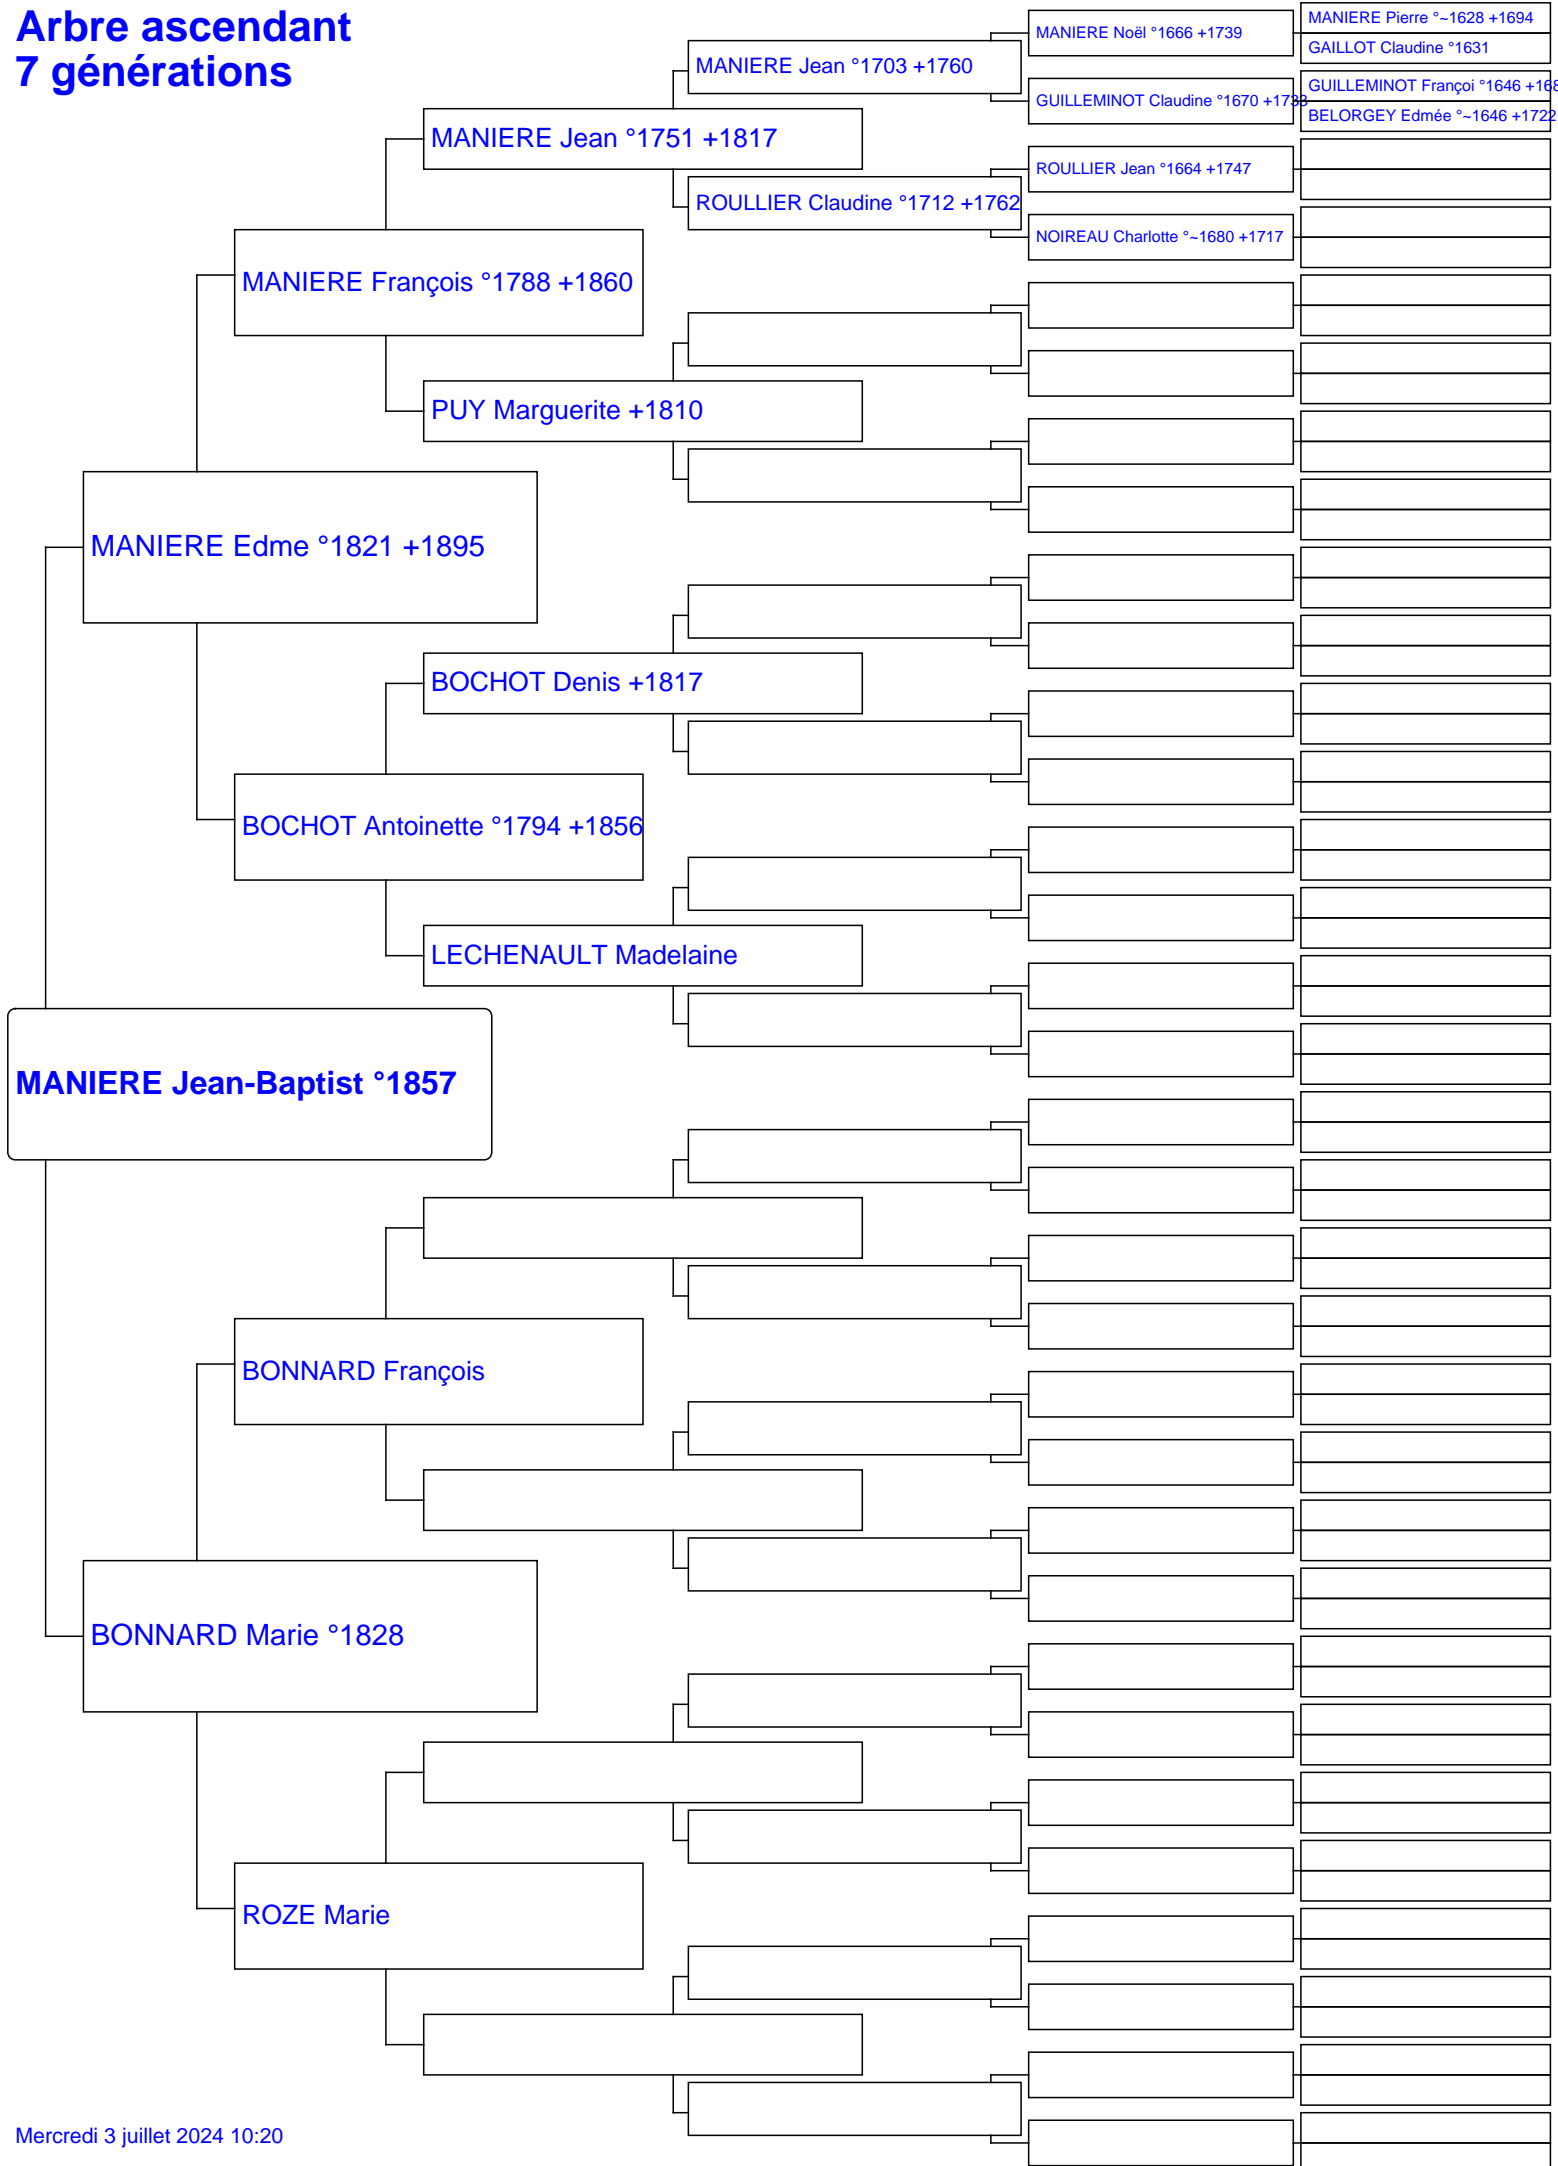 Arbre ascendant
7 générations
MANIERE Jean-Baptist °1857
MANIERE Edme °1821 +1895
BONNARD Marie °1828
MANIERE François °1788 +1860
BOCHOT Antoinette °1794 +1856
BONNARD François
ROZE Marie
MANIERE Jean °1751 +1817
PUY Marguerite +1810
BOCHOT Denis +1817
LECHENAULT Madelaine
MANIERE Jean °1703 +1760
ROULLIER Claudine °1712 +1762
MANIERE Noël °1666 +1739
GUILLEMINOT Claudine °1670 +1733
ROULLIER Jean °1664 +1747
NOIREAU Charlotte °~1680 +1717
MANIERE Pierre °~1628 +1694
GAILLOT Claudine °1631
GUILLEMINOT Françoi °1646 +168
BELORGEY Edmée °~1646 +1722
Mercredi 3 juillet 2024 10:20